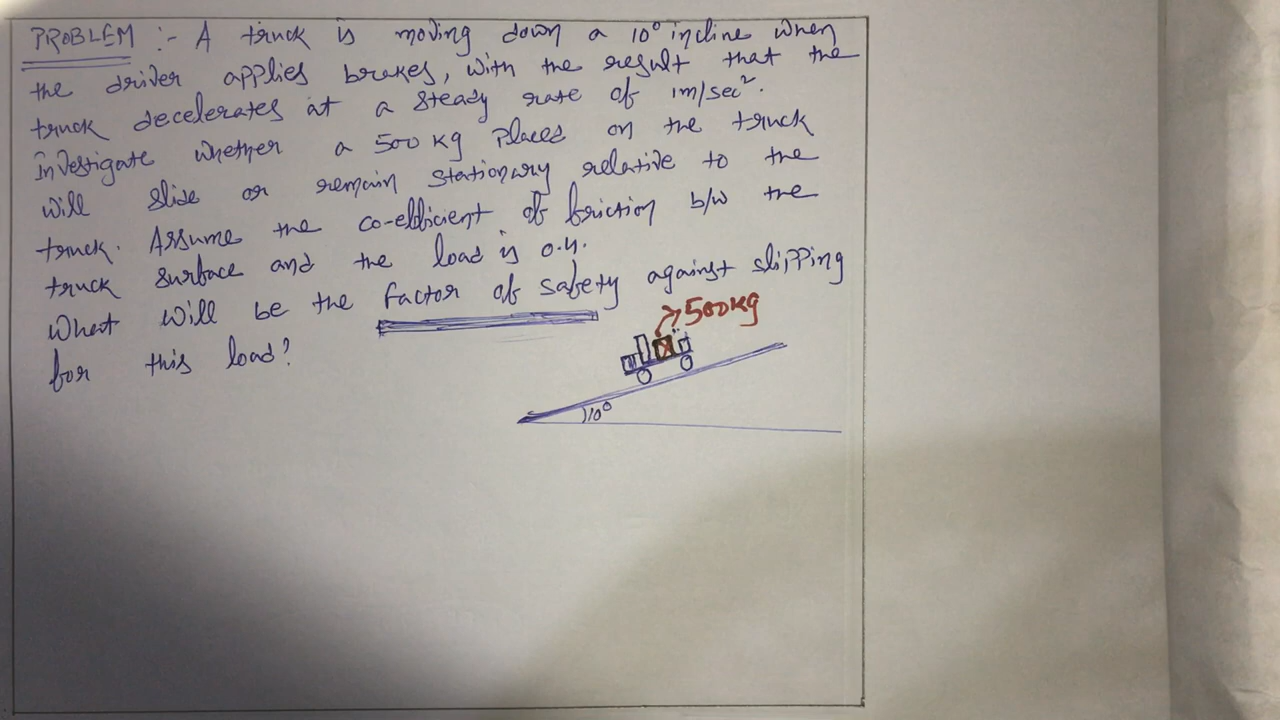 PROBLEM :- A truck is moving down a 10° incline when
the driver applies brakes, with the result that the
truck decelerates at a steady rate of 1m/sec².
Investigate whether a 500 kg placed on the truck
will slide or remain stationary relative to the
truck. Assume the co-efficient of friction b/w the
truck surface and the load is 0.4.
What will be the factor of safety against slipping
for this load?
500kg
10°